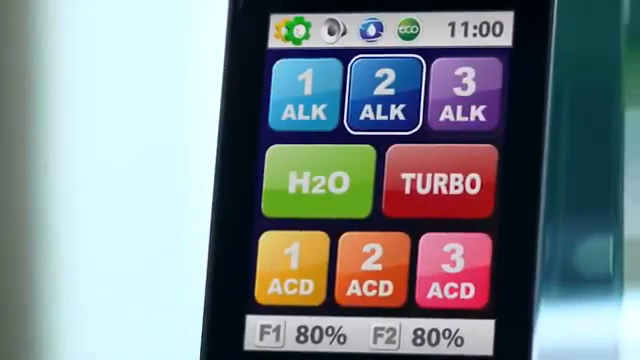 eco 11:00
1 ALK 2 ALK 3 ALK
H2O TURBO
1 ACD 2 ACD 3 ACD
F1 80% F2 80%